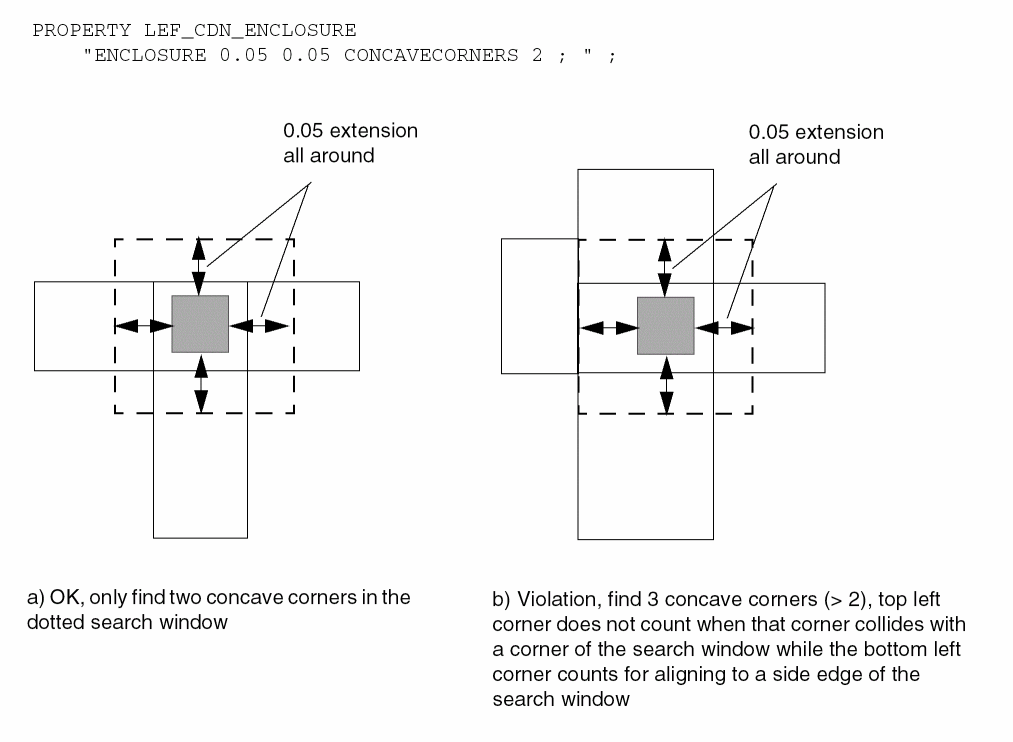 PROPERTY LEF_CDN_ENCLOSURE
"ENCLOSURE 0.05 0.05 CONCAVECORNERS 2 ; " ;
0.05 extension
all around
0.05 extension
all around
a) OK, only find two concave corners in the
dotted search window
b) Violation, find 3 concave corners (> 2), top left
corner does not count when that corner collides with
a corner of the search window while the bottom left
corner counts for aligning to a side edge of the
search window